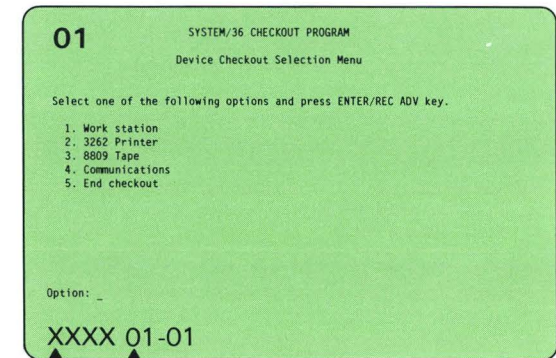 01 SYSTEM/36 CHECKOUT PROGRAM
Device Checkout Selection Menu
Select one of the following options and press ENTER/REC ADV key.
1. Work station
2. 3262 Printer
3. 8809 Tape
4. Communications
5. End checkout
Option: _
XXXX 01-01